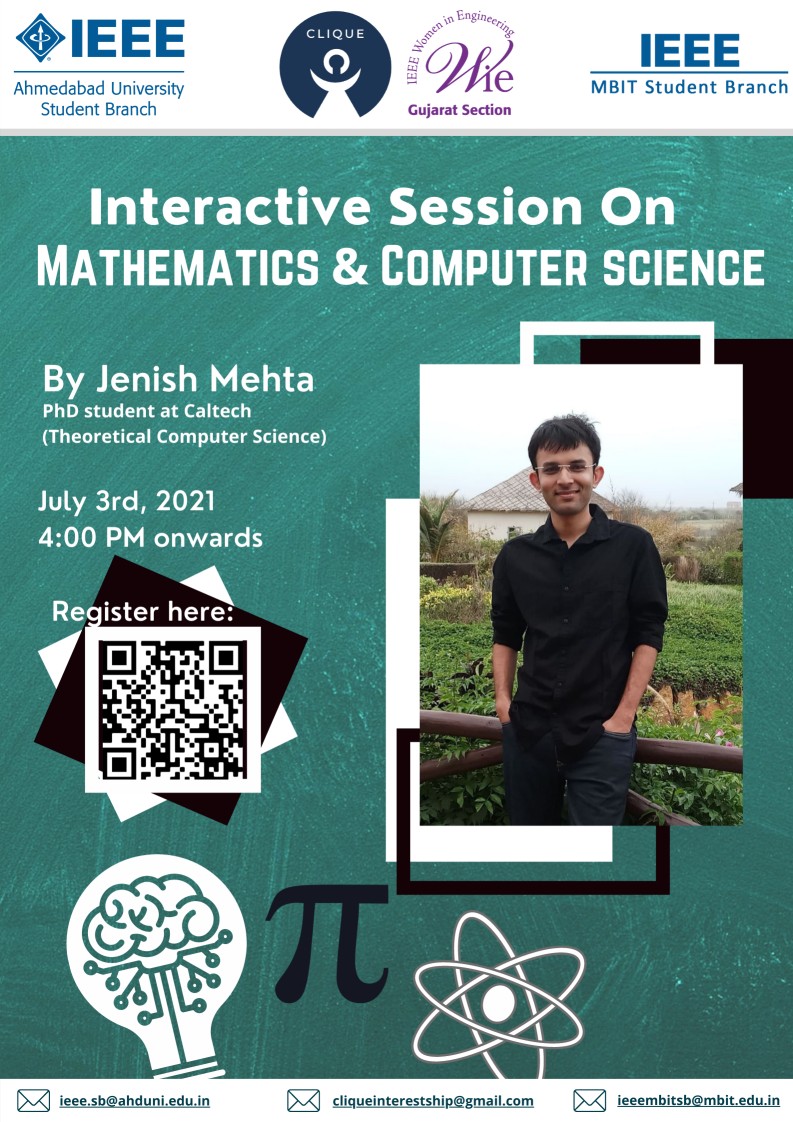 IEEE
Ahmedabad University
Student Branch
CLIQUE
IEEE Women in Engineering
WIE
Gujarat Section
IEEE
MBIT Student Branch
Interactive Session On
MATHEMATICS & COMPUTER SCIENCE
By Jenish Mehta
PhD student at Caltech
(Theoretical Computer Science)
July 3rd, 2021
4:00 PM onwards
Register here:
π
ieee.sb@ahduni.edu.in
cliqueinterestship@gmail.com
ieeembitsb@mbit.edu.in